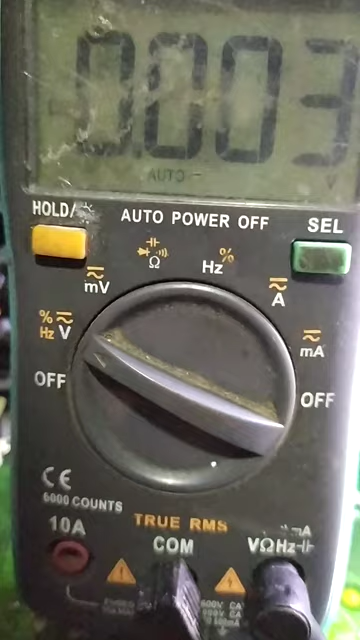 0.003
AUTO
V
HOLD/
AUTO POWER OFF
SEL
Ω
Hz %
mV
A
% Hz V
mA
OFF
OFF
CE
6000 COUNTS
10A
TRUE RMS
COM
VΩHz
mA